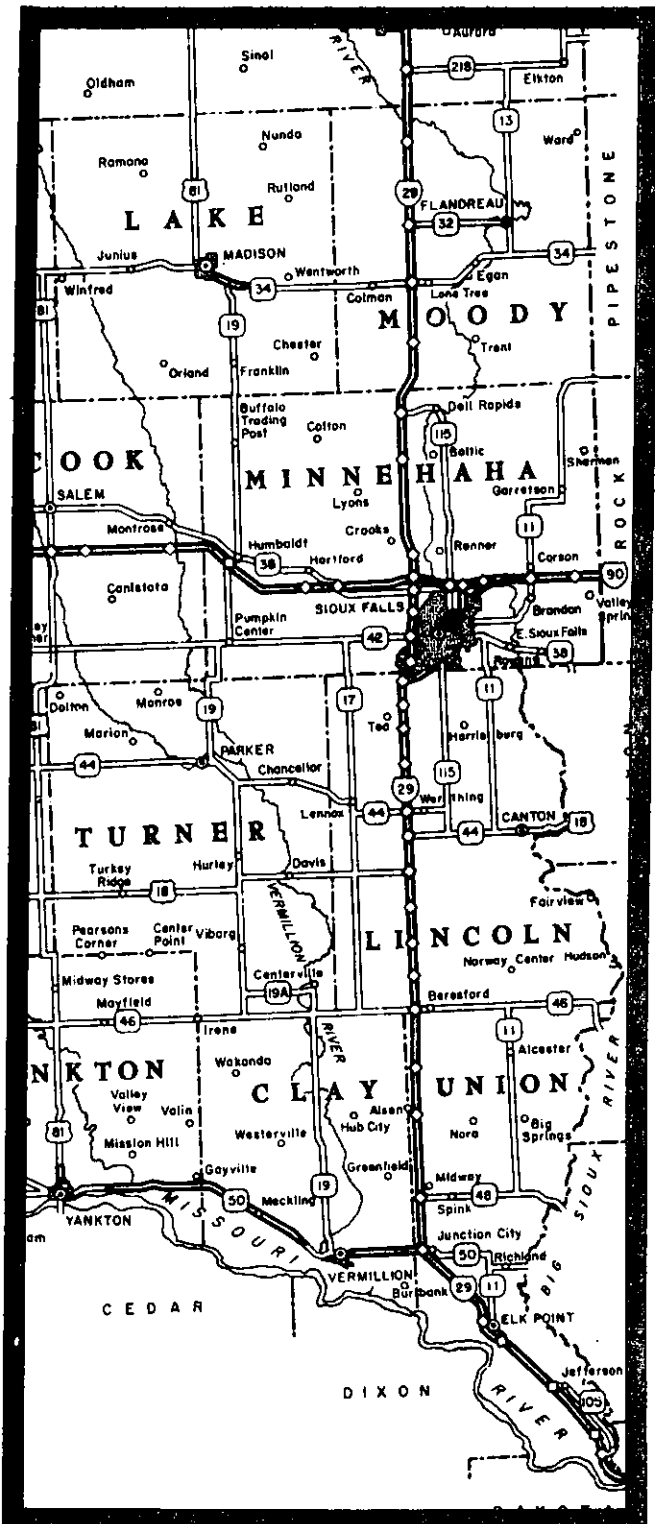 Aurora
Sinai
RIVER
218
Elkton
Oldham
13
Nunda
Ward
Ramona
PIPESTONE
81
Rutland
29
FLANDREAU
LAKE
32
Junius
MADISON
Wentworth
Egan
34
Winfred
34
Colman
Lone Tree
81
19
MOODY
Chester
Trent
Orland
Franklin
Dell Rapids
Buffalo
Trading
Post
Colton
115
Baltic
COOK
MINNEHAHA
Sherman
SALEM
Lyons
Garretson
Montrose
Crooks
11
ROCK
Humboldt
Renner
38
Hartford
Corson
90
Canistota
SIOUX FALLS
Brandon
Valley
Sprin
Pumpkin
Center
42
E. Sioux Falls
38
Rowena
11
Dolton
Monroe
19
17
Tea
Harrisburg
81
Marion
PARKER
44
Chancellor
115
29
Lennox
44
Worthing
CANTON
44
18
TURNER
Hurley
Davis
Turkey
Ridge
18
Fairview
VERMILLION
Pearsons
Corner
Center
Point
Viborg
LINCOLN
Norway Center
Hudson
Centerville
Midway Stores
19A
Mayfield
Beresford
46
46
Irene
11
RIVER
Wakonda
Alcester
NKTON
CLAY
UNION
RIVER
Valley
View
Volin
Alsen
Hub City
Big
Springs
81
Nora
Mission Hill
Westerville
SIOUX
Gayville
Greenfield
Midway
50
Meckling
19
48
Spink
YANKTON
MISSOURI
Junction City
am
50
Richland
BIG
VERMILLION
29
11
Burbank
CEDAR
ELK POINT
Jefferson
DIXON
RIVER
105